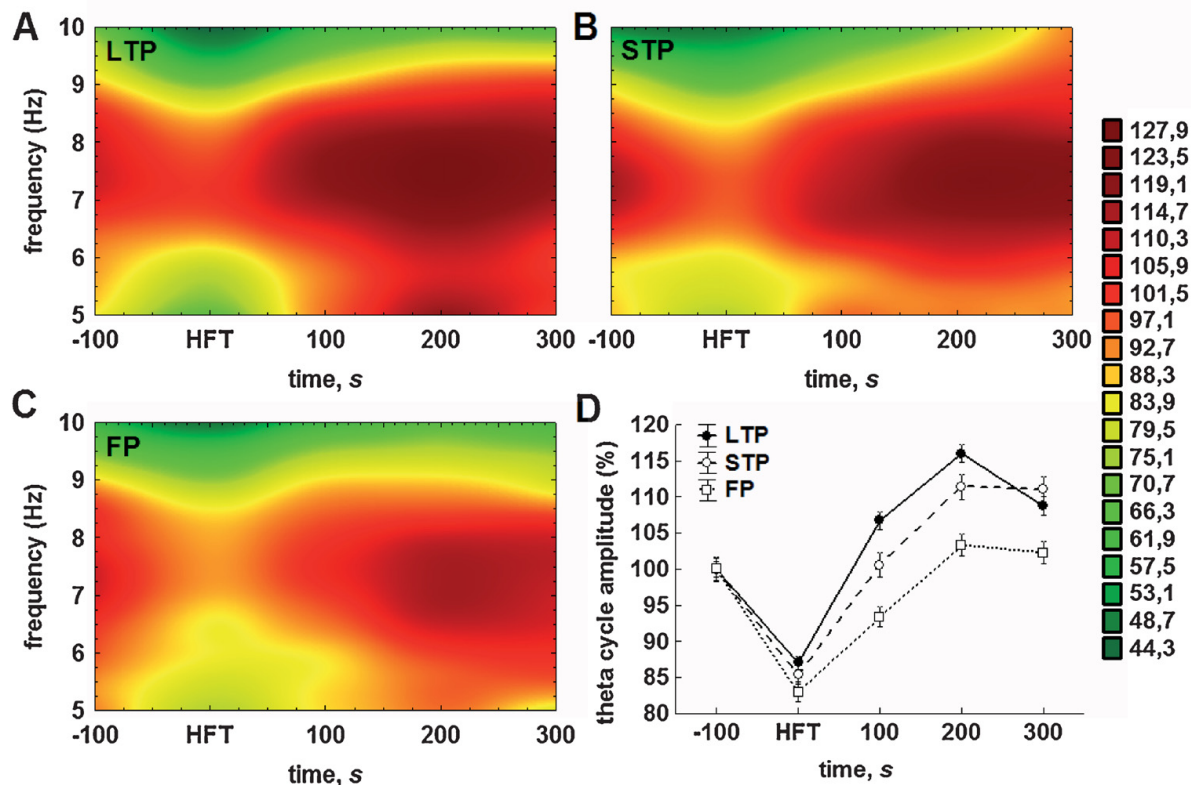 A
LTP
10
9
8
7
6
5
frequency (Hz)
-100 HFT 100 200 300
time, s
B
STP
-100 HFT 100 200 300
time, s
127,9
123,5
119,1
114,7
110,3
105,9
101,5
97,1
92,7
88,3
83,9
79,5
75,1
70,7
66,3
61,9
57,5
53,1
48,7
44,3
C
FP
10
9
8
7
6
5
frequency (Hz)
-100 HFT 100 200 300
time, s
D
LTP
STP
FP
120
115
110
105
100
95
90
85
80
theta cycle amplitude (%)
-100 HFT 100 200 300
time, s